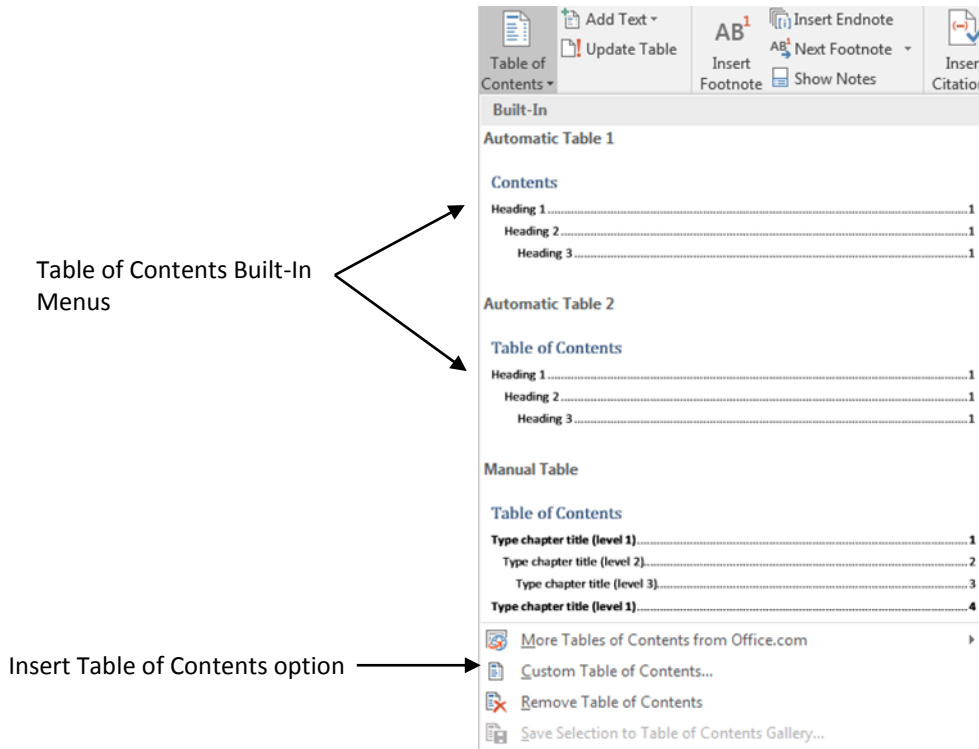 Add Text
Update Table
Table of
Contents
AB1
Insert
Footnote
Insert Endnote
AB1 Next Footnote
Show Notes
Inser
Citatio
Built-In
Automatic Table 1
Contents
Heading 1...1
Heading 2...1
Heading 3...1
Table of Contents Built-In
Menus
Automatic Table 2
Table of Contents
Heading 1...1
Heading 2...1
Heading 3...1
Manual Table
Table of Contents
Type chapter title (level 1)...1
Type chapter title (level 2)...2
Type chapter title (level 3)...3
Type chapter title (level 1)...4
More Tables of Contents from Office.com
Insert Table of Contents option
Custom Table of Contents...
Remove Table of Contents
Save Selection to Table of Contents Gallery...